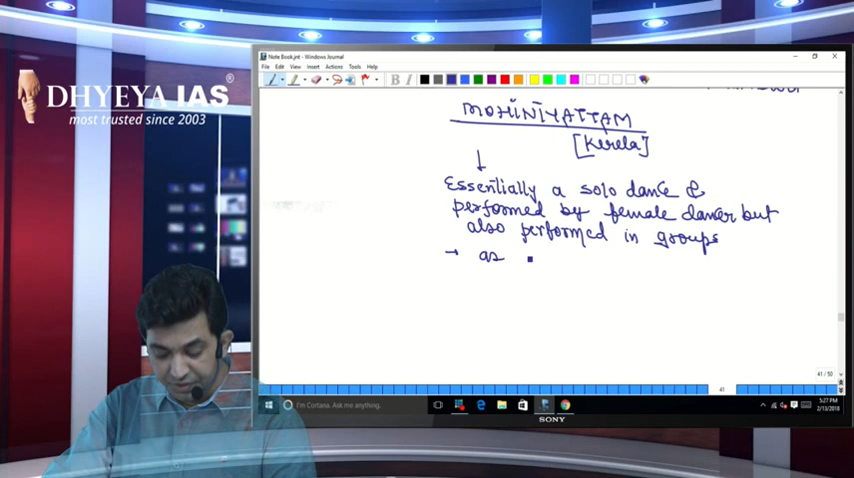 DHYEYA IAS®
most trusted since 2003
Note Book.jnt - Windows Journal
File Edit View Insert Actions Tools Help
MOHINIYATTAM
[Kerela]
Essentially a solo dance &
performed by female dancer but
also performed in groups
→ as
41 / 50
41
I'm Cortana. Ask me anything.
5:27 PM
2/13/2018
SONY